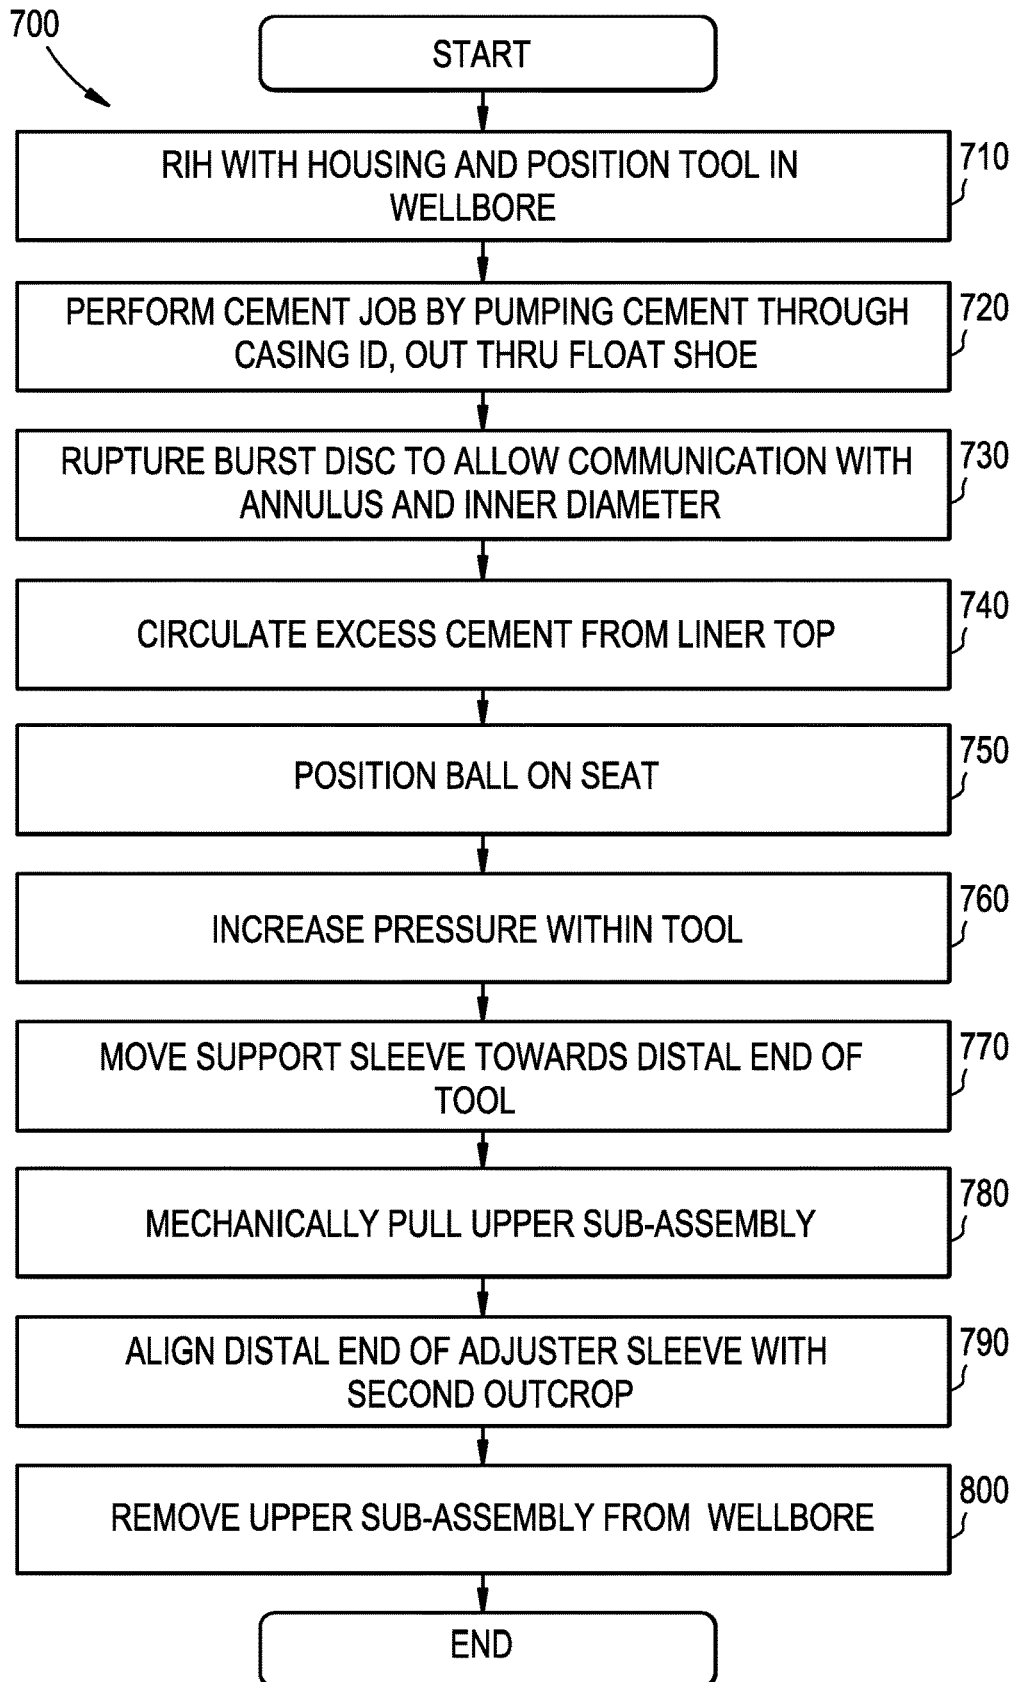 700
START
RIH WITH HOUSING AND POSITION TOOL IN
WELLBORE
710
PERFORM CEMENT JOB BY PUMPING CEMENT THROUGH
CASING ID, OUT THRU FLOAT SHOE
720
RUPTURE BURST DISC TO ALLOW COMMUNICATION WITH
ANNULUS AND INNER DIAMETER
730
CIRCULATE EXCESS CEMENT FROM LINER TOP
740
POSITION BALL ON SEAT
750
INCREASE PRESSURE WITHIN TOOL
760
MOVE SUPPORT SLEEVE TOWARDS DISTAL END OF
TOOL
770
MECHANICALLY PULL UPPER SUB-ASSEMBLY
780
ALIGN DISTAL END OF ADJUSTER SLEEVE WITH
SECOND OUTCROP
790
REMOVE UPPER SUB-ASSEMBLY FROM WELLBORE
800
END